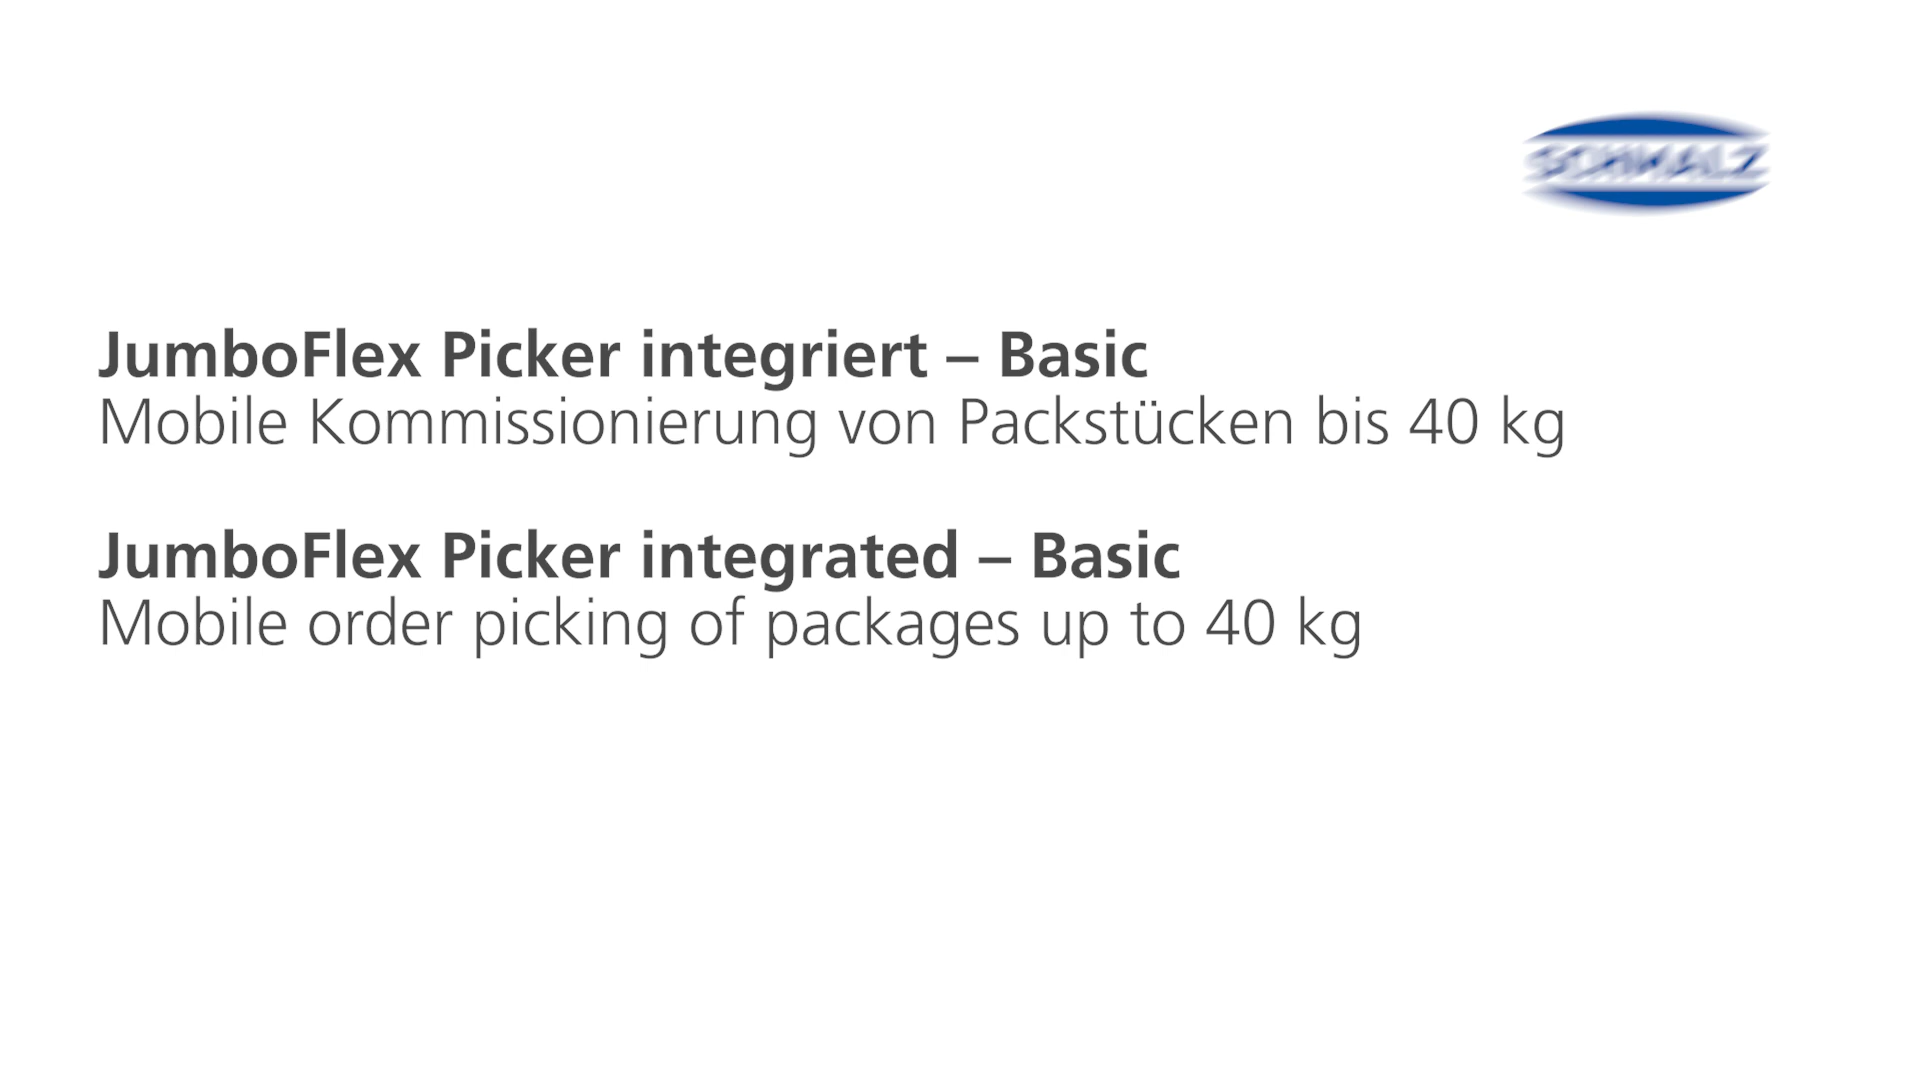 SCHMALZ
JumboFlex Picker integriert – Basic
Mobile Kommissionierung von Packstücken bis 40 kg
JumboFlex Picker integrated – Basic
Mobile order picking of packages up to 40 kg